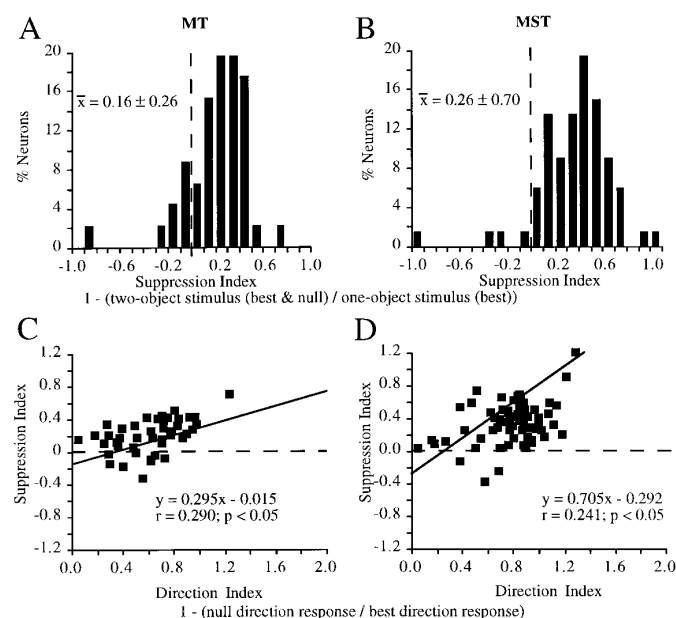 A
MT
B
MST
20
16
12
8
4
0
% Neurons
x̅ = 0.16 ± 0.26
-1.0 -0.6 -0.2 0.2 0.6 1.0
Suppression Index
20
16
12
8
4
0
% Neurons
x̅ = 0.26 ± 0.70
-1.0 -0.6 -0.2 0.2 0.6 1.0
Suppression Index
1 - (two-object stimulus (best & null) / one-object stimulus (best))
C
D
1.2
0.8
0.4
0
-0.4
-0.8
-1.2
Suppression Index
y = 0.295x - 0.015
r = 0.290; p < 0.05
0.0 0.4 0.8 1.2 1.6 2.0
Direction Index
1.2
0.8
0.4
0.0
-0.4
-0.8
-1.2
Suppression Index
y = 0.705x - 0.292
r = 0.241; p < 0.05
0.0 0.4 0.8 1.2 1.6 2.0
Direction Index
1 - (null direction response / best direction response)